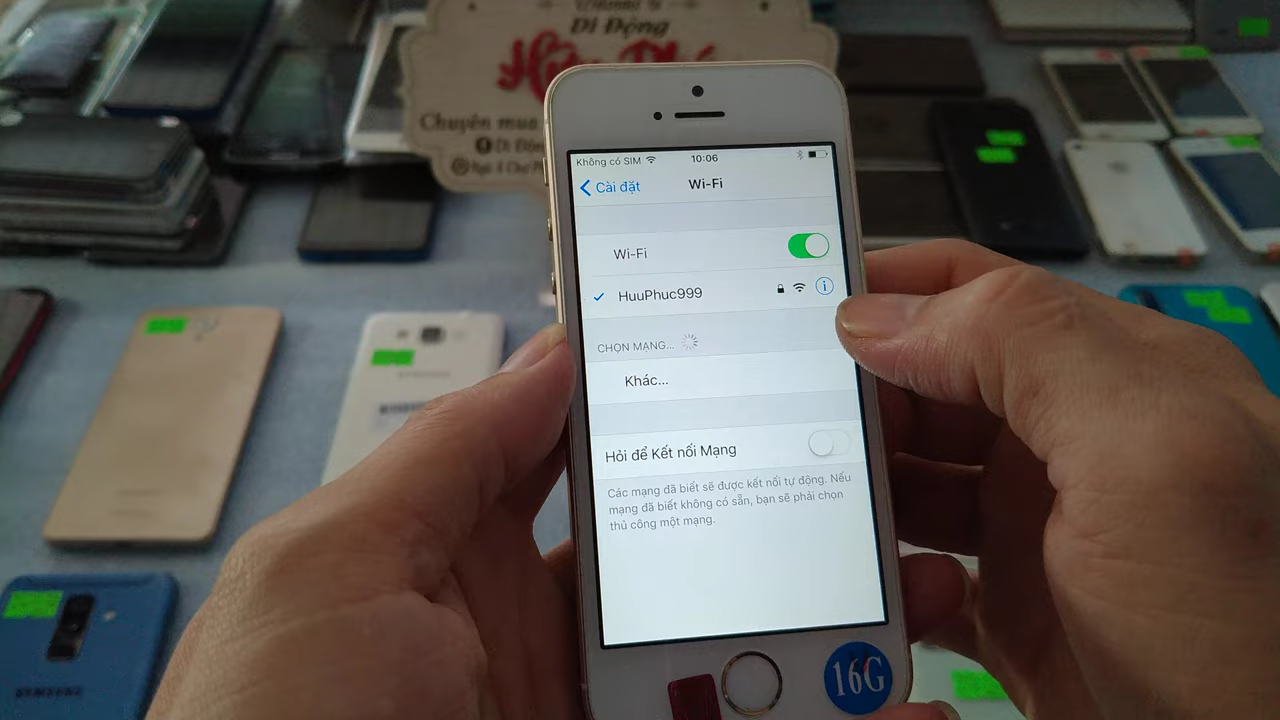 Di Động
Chuyên mua
Không có SIM
10:06
Cài đặt
Wi-Fi
Wi-Fi
HuuPhuc999
CHỌN MẠNG...
Khác...
Hỏi để Kết nối Mạng
Các mạng đã biết sẽ được kết nối tự động. Nếu
mạng đã biết không có sẵn, bạn sẽ phải chọn
thủ công một mạng.
16G
SAMSUNG